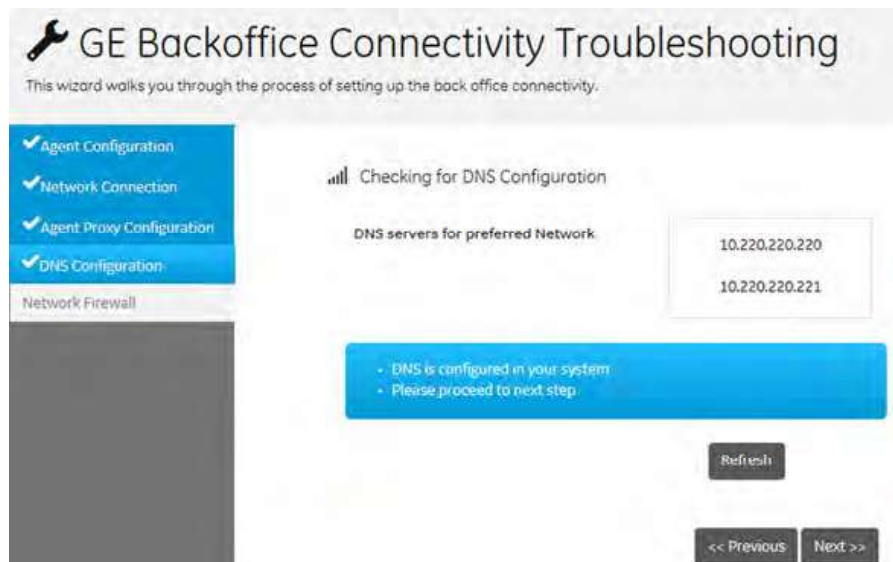 GE Backoffice Connectivity Troubleshooting
This wizard walks you through the process of setting up the back office connectivity.
Agent Configuration
Network Connection
Agent Proxy Configuration
DNS Configuration
Network Firewall
Checking for DNS Configuration
DNS servers for preferred Network
10.220.220.220
10.220.220.221
• DNS is configured in your system
• Please proceed to next step
Refresh
<< Previous
Next >>